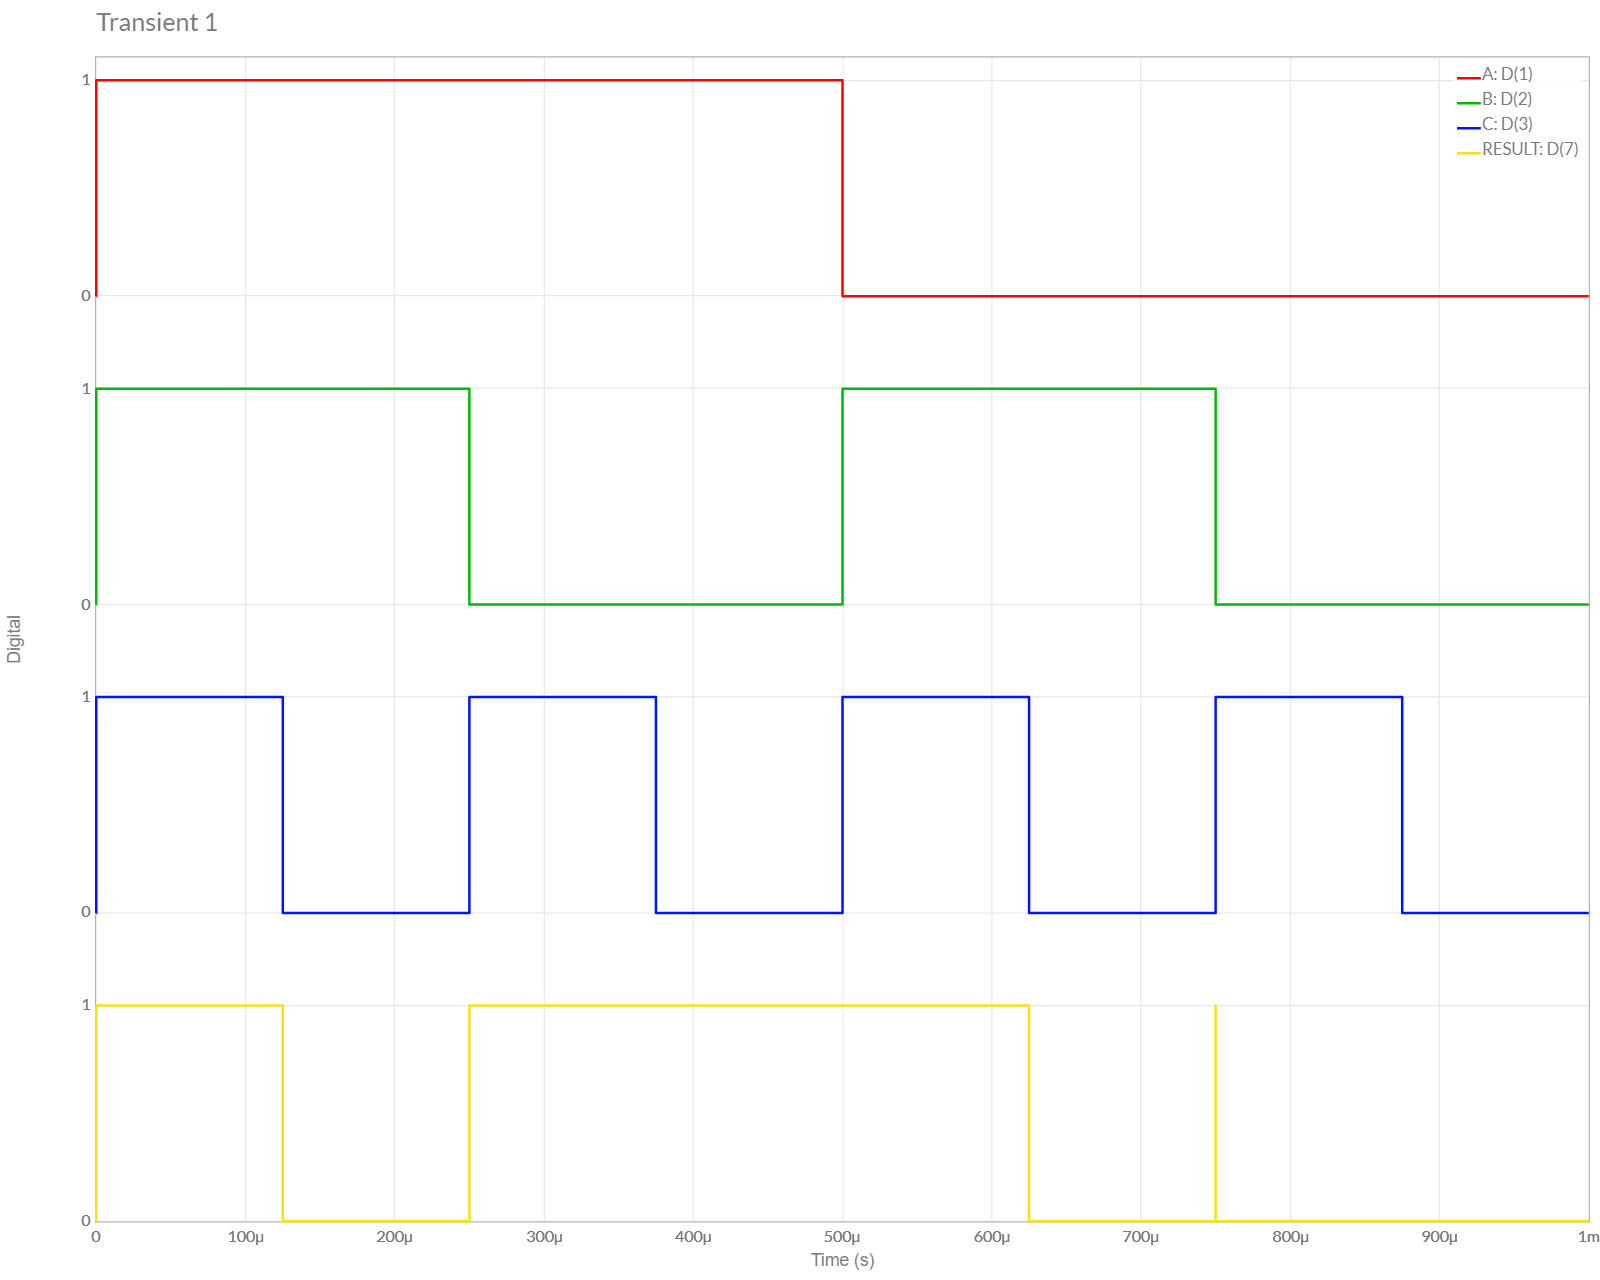 Transient 1
A: D(1)
B: D(2)
C: D(3)
RESULT: D(7)
1
0
1
0
1
0
1
0
Digital
0 100µ 200µ 300µ 400µ 500µ 600µ 700µ 800µ 900µ 1m
Time (s)